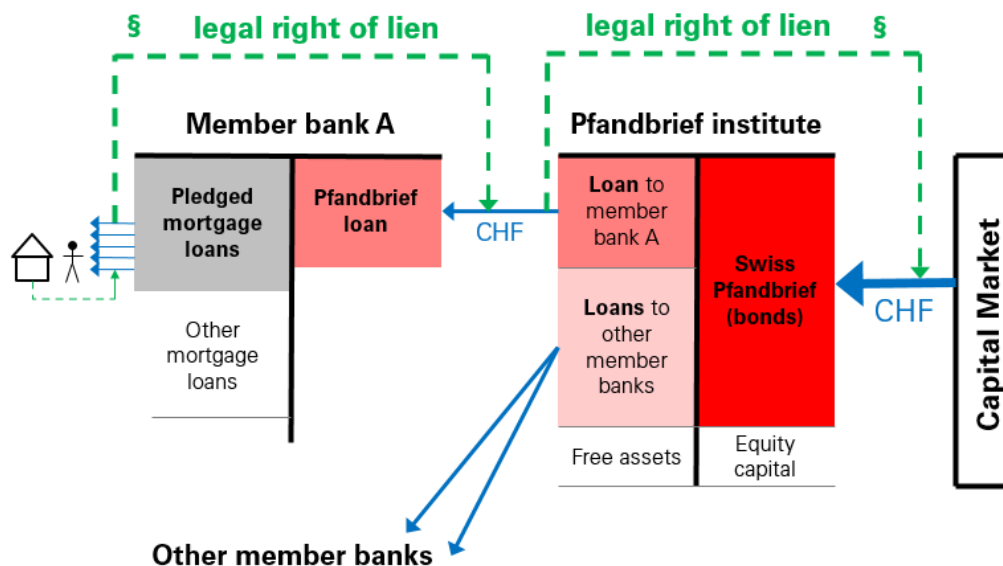 § legal right of lien
legal right of lien §
Member bank A
Pfandbrief institute
Pledged
mortgage
loans
Pfandbrief
loan
CHF
Loan to
member
bank A
Swiss
Pfandbrief
(bonds)
CHF
Capital Market
Other
mortgage
loans
Loans to
other
member
banks
Free assets
Equity
capital
Other member banks